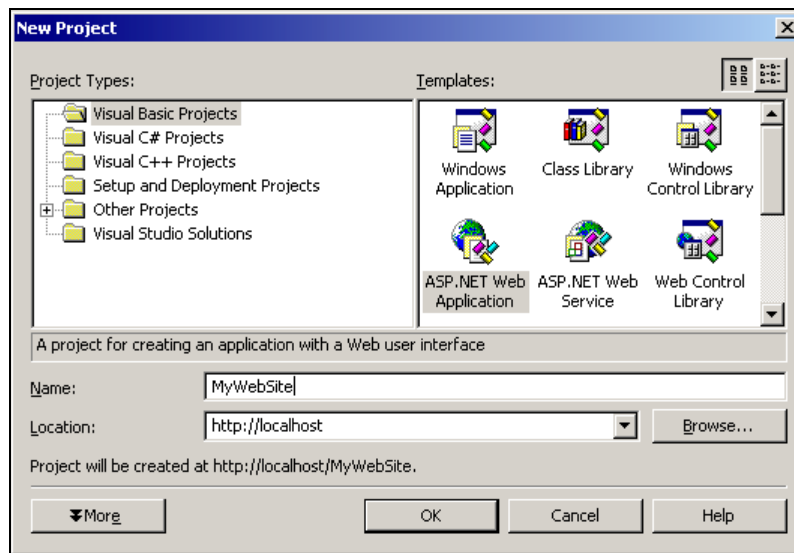 New Project
Project Types:
Templates:
Visual Basic Projects
Visual C# Projects
Visual C++ Projects
Setup and Deployment Projects
Other Projects
Visual Studio Solutions
Windows
Application
Class Library
Windows
Control Library
ASP.NET Web
Application
ASP.NET Web
Service
Web Control
Library
A project for creating an application with a Web user interface
Name:
MyWebSite
Location:
http://localhost
Browse...
Project will be created at http://localhost/MyWebSite.
More
OK
Cancel
Help